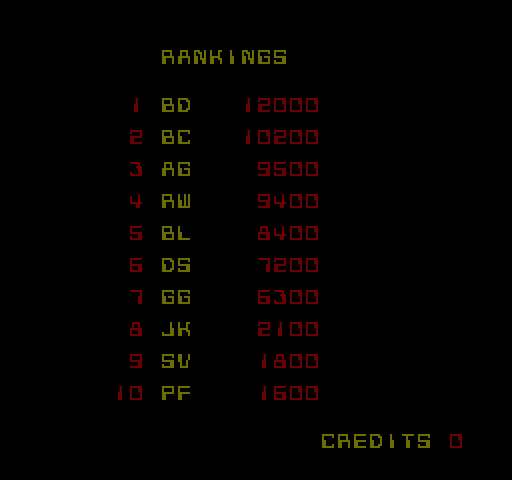 RANKINGS
1 BD 12000
2 BC 10200
3 AG 9500
4 AW 9400
5 BL 8400
6 DS 7200
7 GG 6300
8 JK 2100
9 SV 1800
10 PF 1600
CREDITS 0